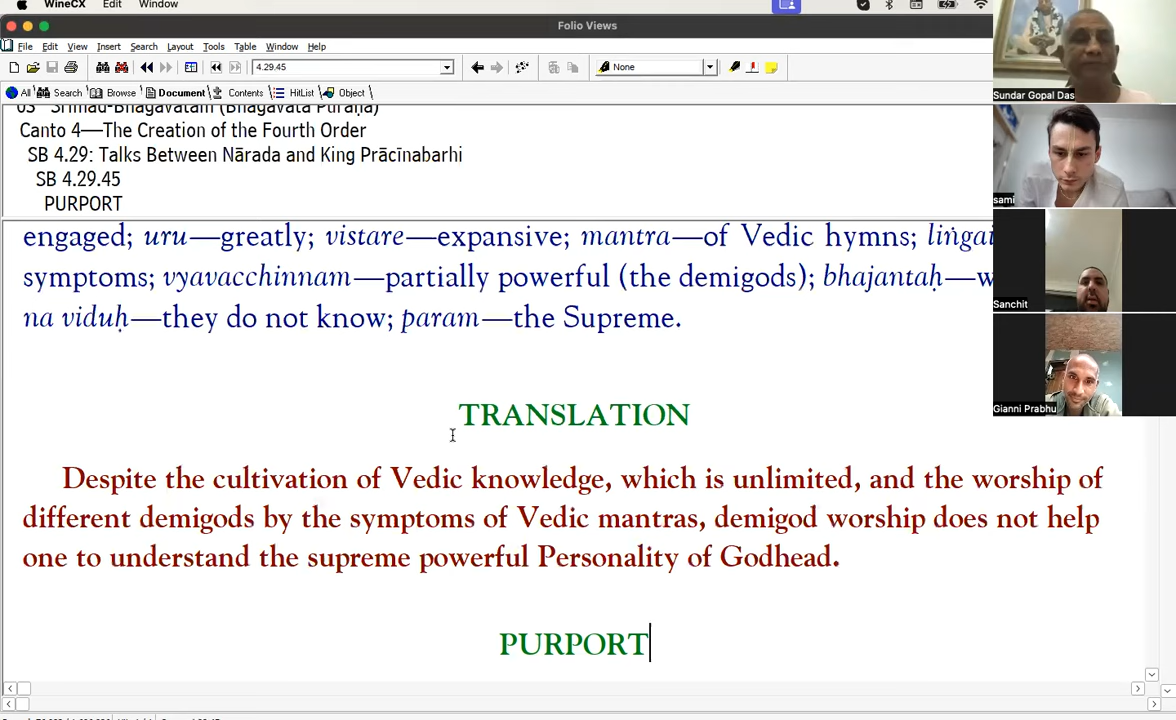 WineCX Edit Window
Folio Views
File Edit View Insert Search Layout Tools Table Window Help
4.29.45 None
All Search Browse Document Contents HitList Object
03 Śrīmad-Bhāgavatam (Bhāgavata Purāṇa)
Canto 4—The Creation of the Fourth Order
SB 4.29: Talks Between Nārada and King Prācīnabarhi
SB 4.29.45
PURPORT
engaged; uru—greatly; vistare—expansive; mantra—of Vedic hymns;
symptoms; vyavacchinnam—partially powerful (the demigods); bhajantaḥ—
na viduḥ—they do not know; param—the Supreme.
TRANSLATION
Despite the cultivation of Vedic knowledge, which is unlimited, and the worship of
different demigods by the symptoms of Vedic mantras, demigod worship does not help
one to understand the supreme powerful Personality of Godhead.
PURPORT
Sundar Gopal Das
sami
Sanchit
Gianni Prabhu